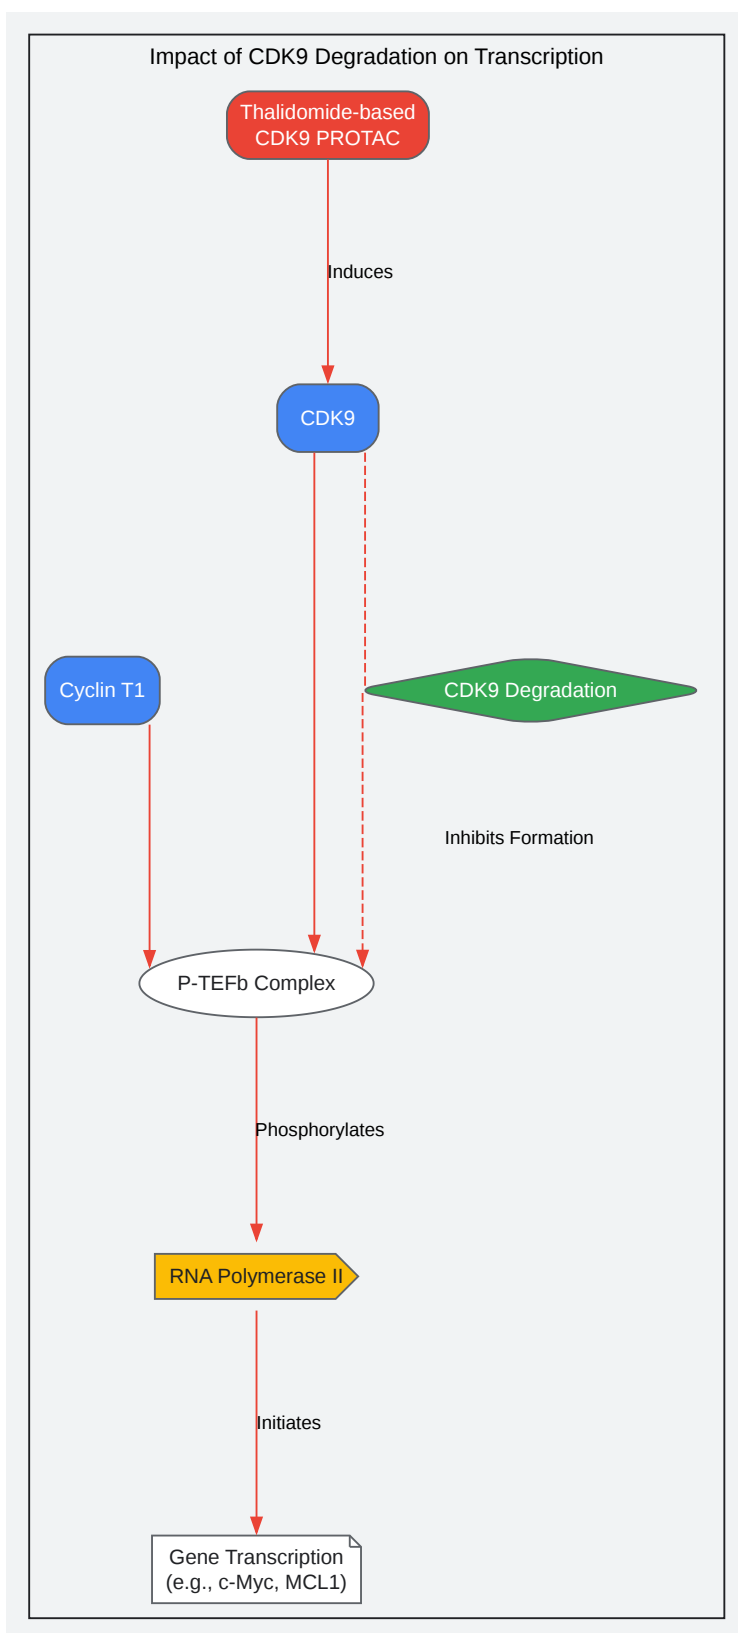 Impact of CDK9 Degradation on Transcription
Thalidomide-based
CDK9 PROTAC
Induces
CDK9
Cyclin T1
CDK9 Degradation
Inhibits Formation
P-TEFb Complex
Phosphorylates
RNA Polymerase II
Initiates
Gene Transcription
(e.g., c-Myc, MCL1)